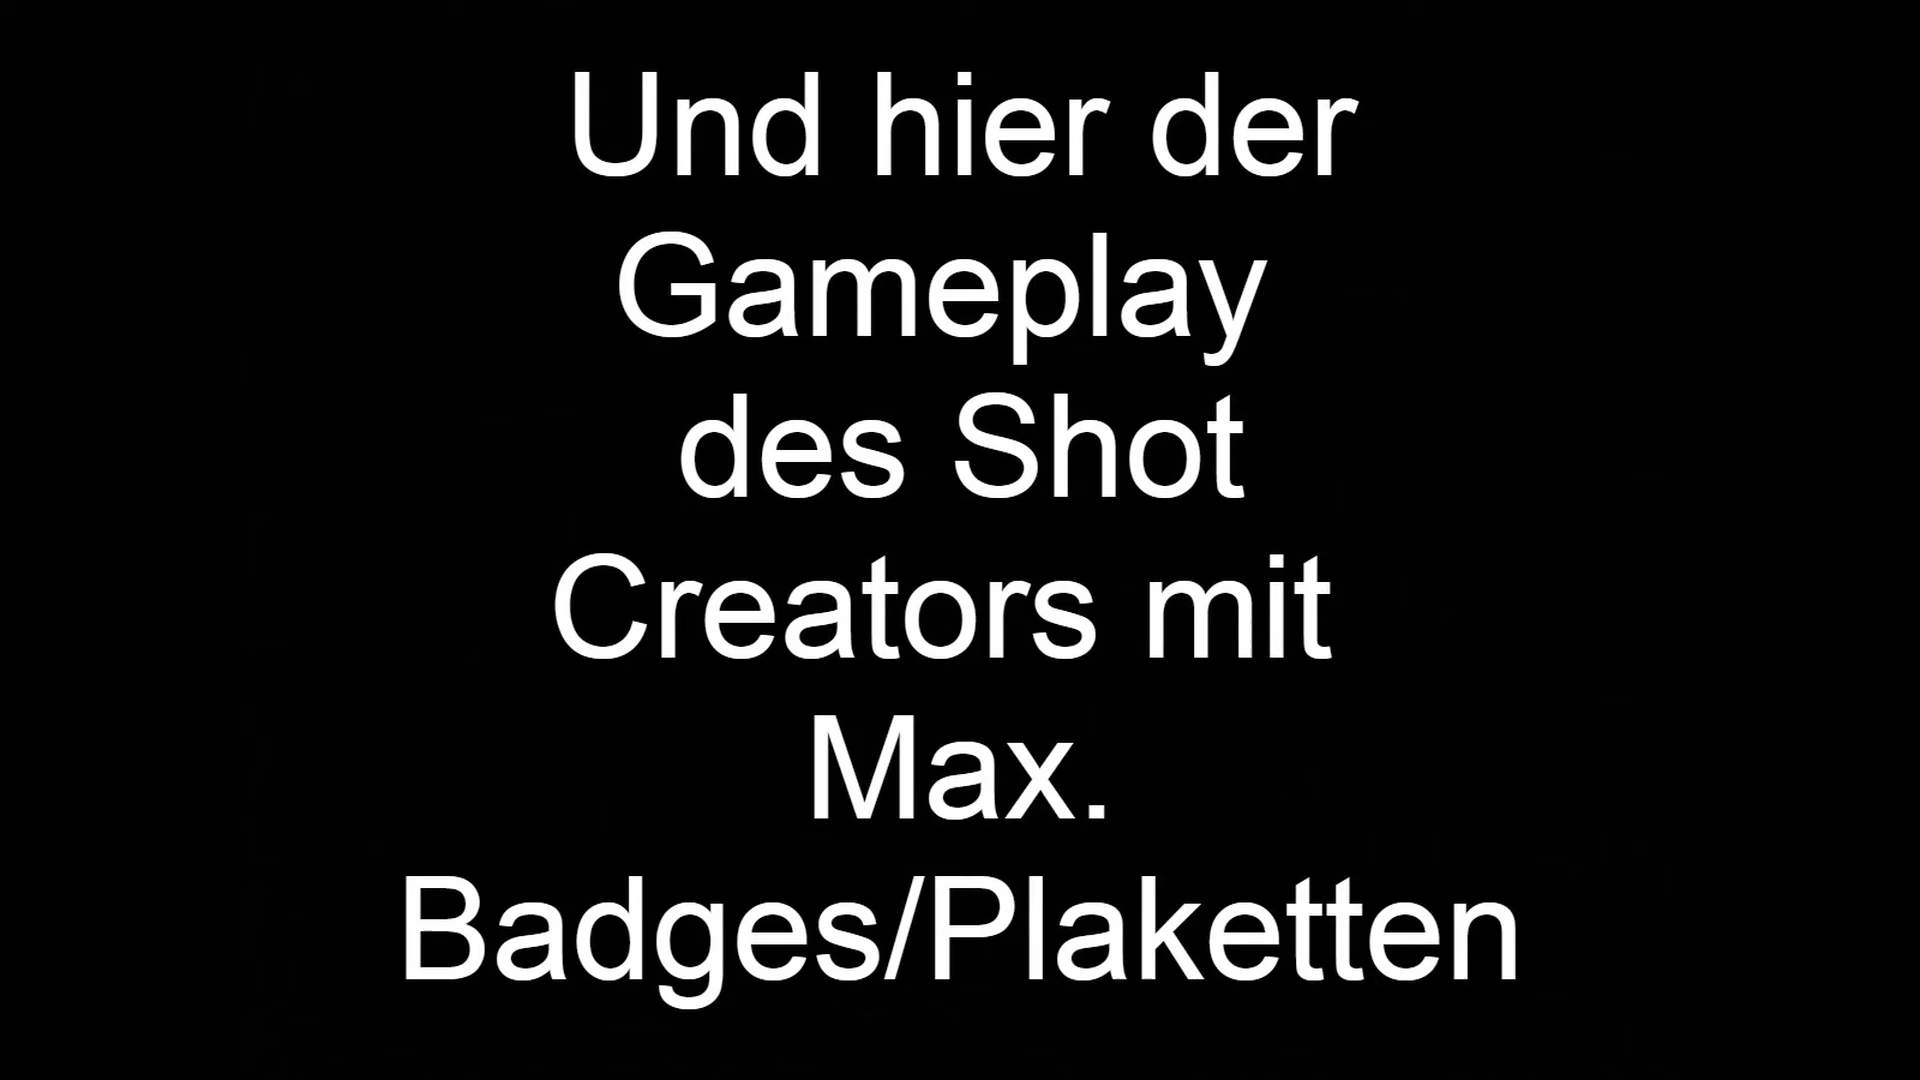 Und hier der
Gameplay
des Shot
Creators mit
Max.
Badges/Plaketten